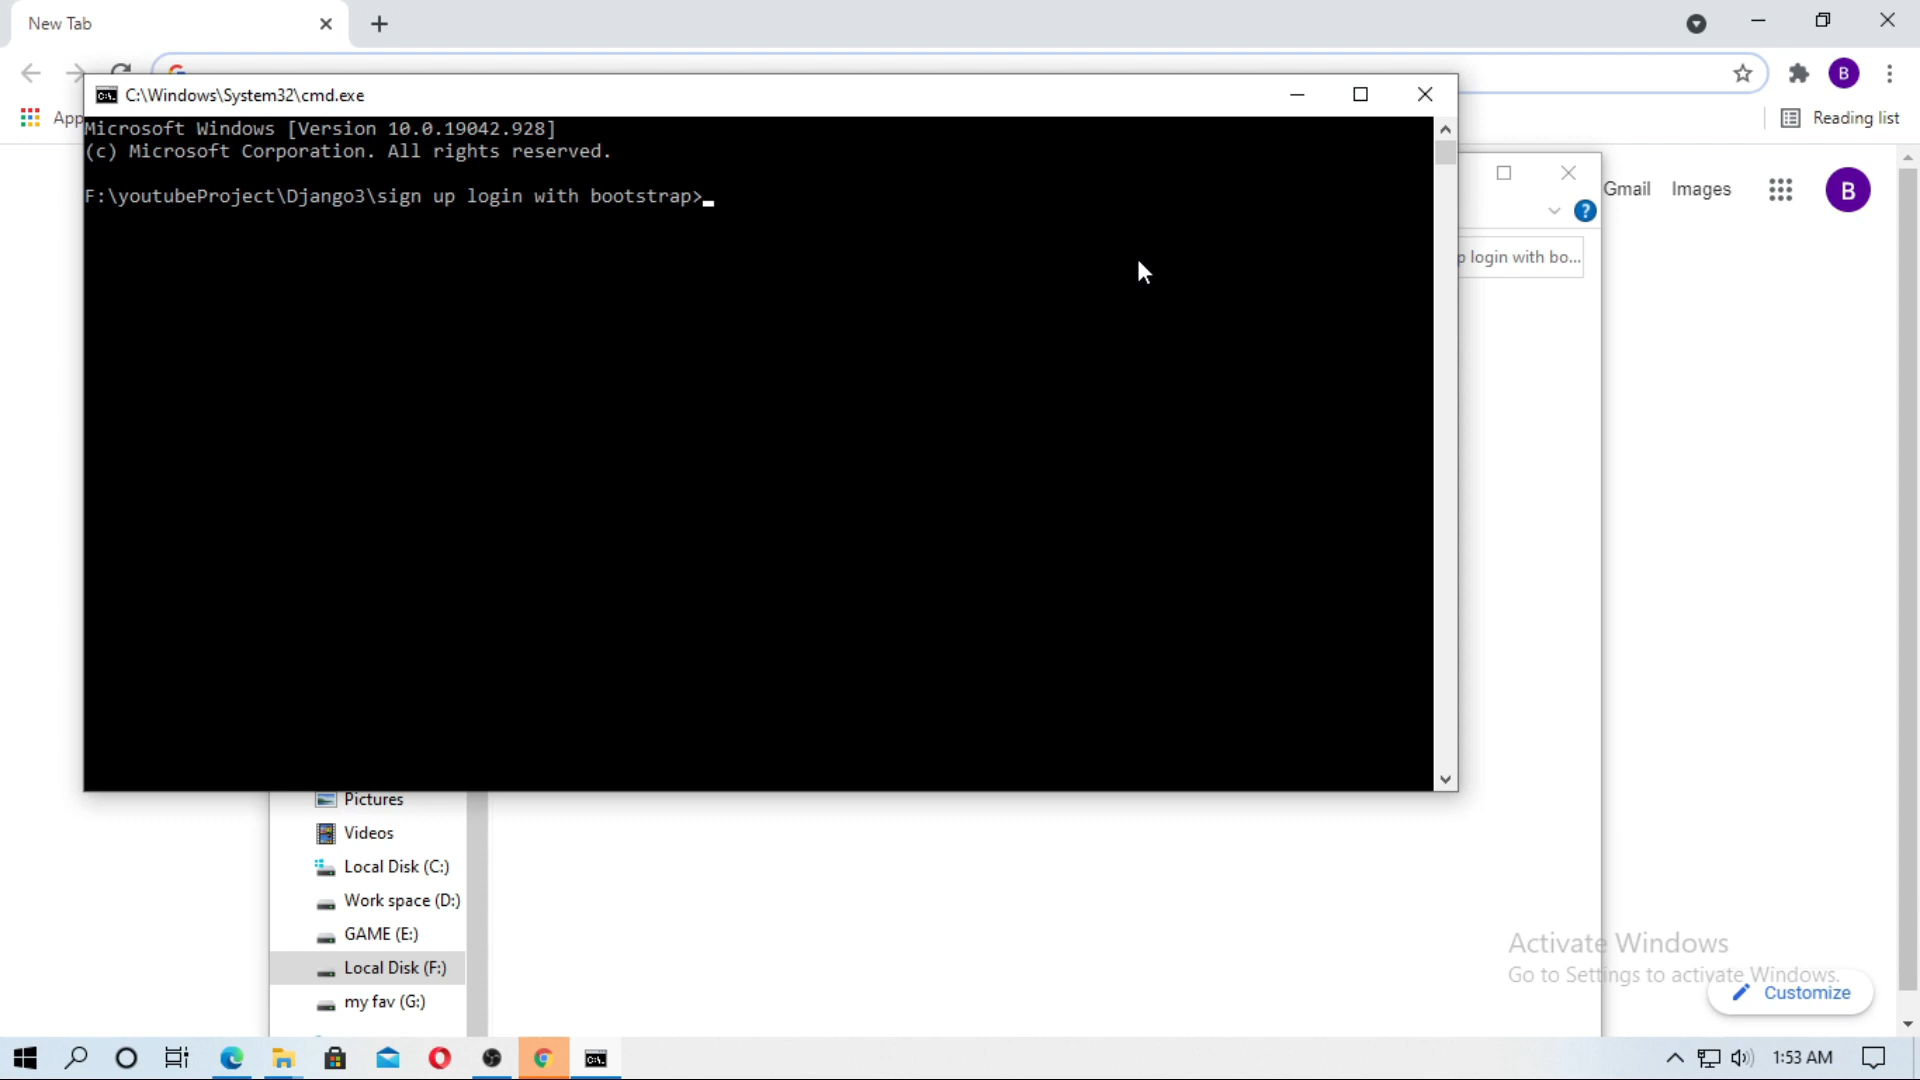 New Tab
App
C:\Windows\System32\cmd.exe
Reading list
Microsoft Windows [Version 10.0.19042.928]
(c) Microsoft Corporation. All rights reserved.
F:\youtubeProject\Django3\sign up login with bootstrap>
Gmail
Images
B
p login with bo...
Pictures
Videos
Local Disk (C:)
Work space (D:)
GAME (E:)
Local Disk (F:)
my fav (G:)
Activate Windows
Go to Settings to activate Windows.
Customize
1:53 AM